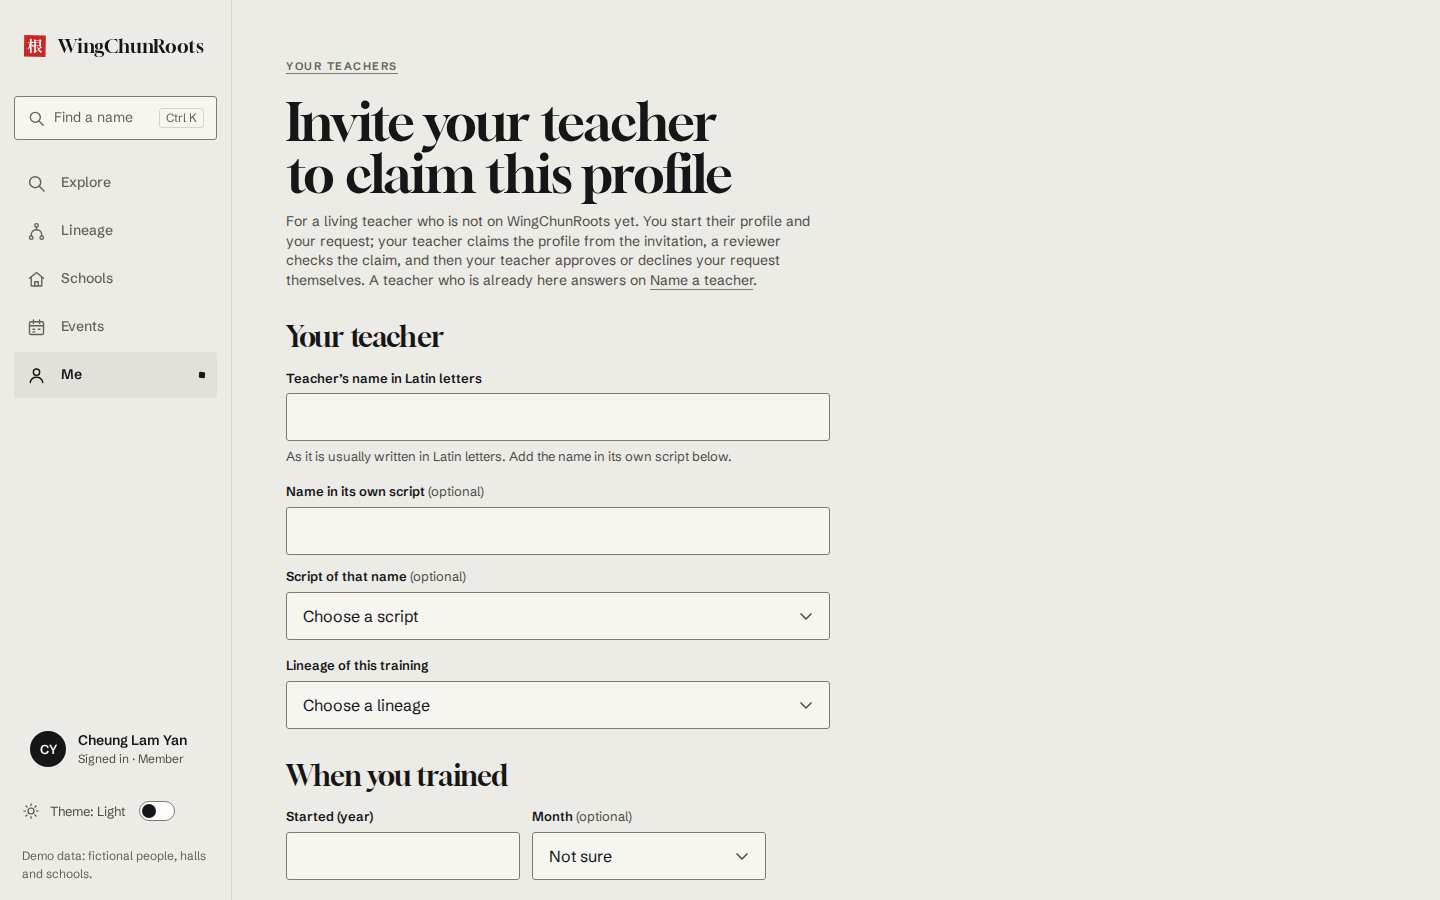 根 WingChunRoots
Find a name Ctrl K
Explore
Lineage
Schools
Events
Me
CY Cheung Lam Yan
Signed in · Member
Theme: Light
Demo data: fictional people, halls
and schools.
YOUR TEACHERS
Invite your teacher
to claim this profile
For a living teacher who is not on WingChunRoots yet. You start their profile and
your request; your teacher claims the profile from the invitation, a reviewer
checks the claim, and then your teacher approves or declines your request
themselves. A teacher who is already here answers on Name a teacher.
Your teacher
Teacher’s name in Latin letters
As it is usually written in Latin letters. Add the name in its own script below.
Name in its own script (optional)
Script of that name (optional)
Choose a script
Lineage of this training
Choose a lineage
When you trained
Started (year) Month (optional)
Not sure